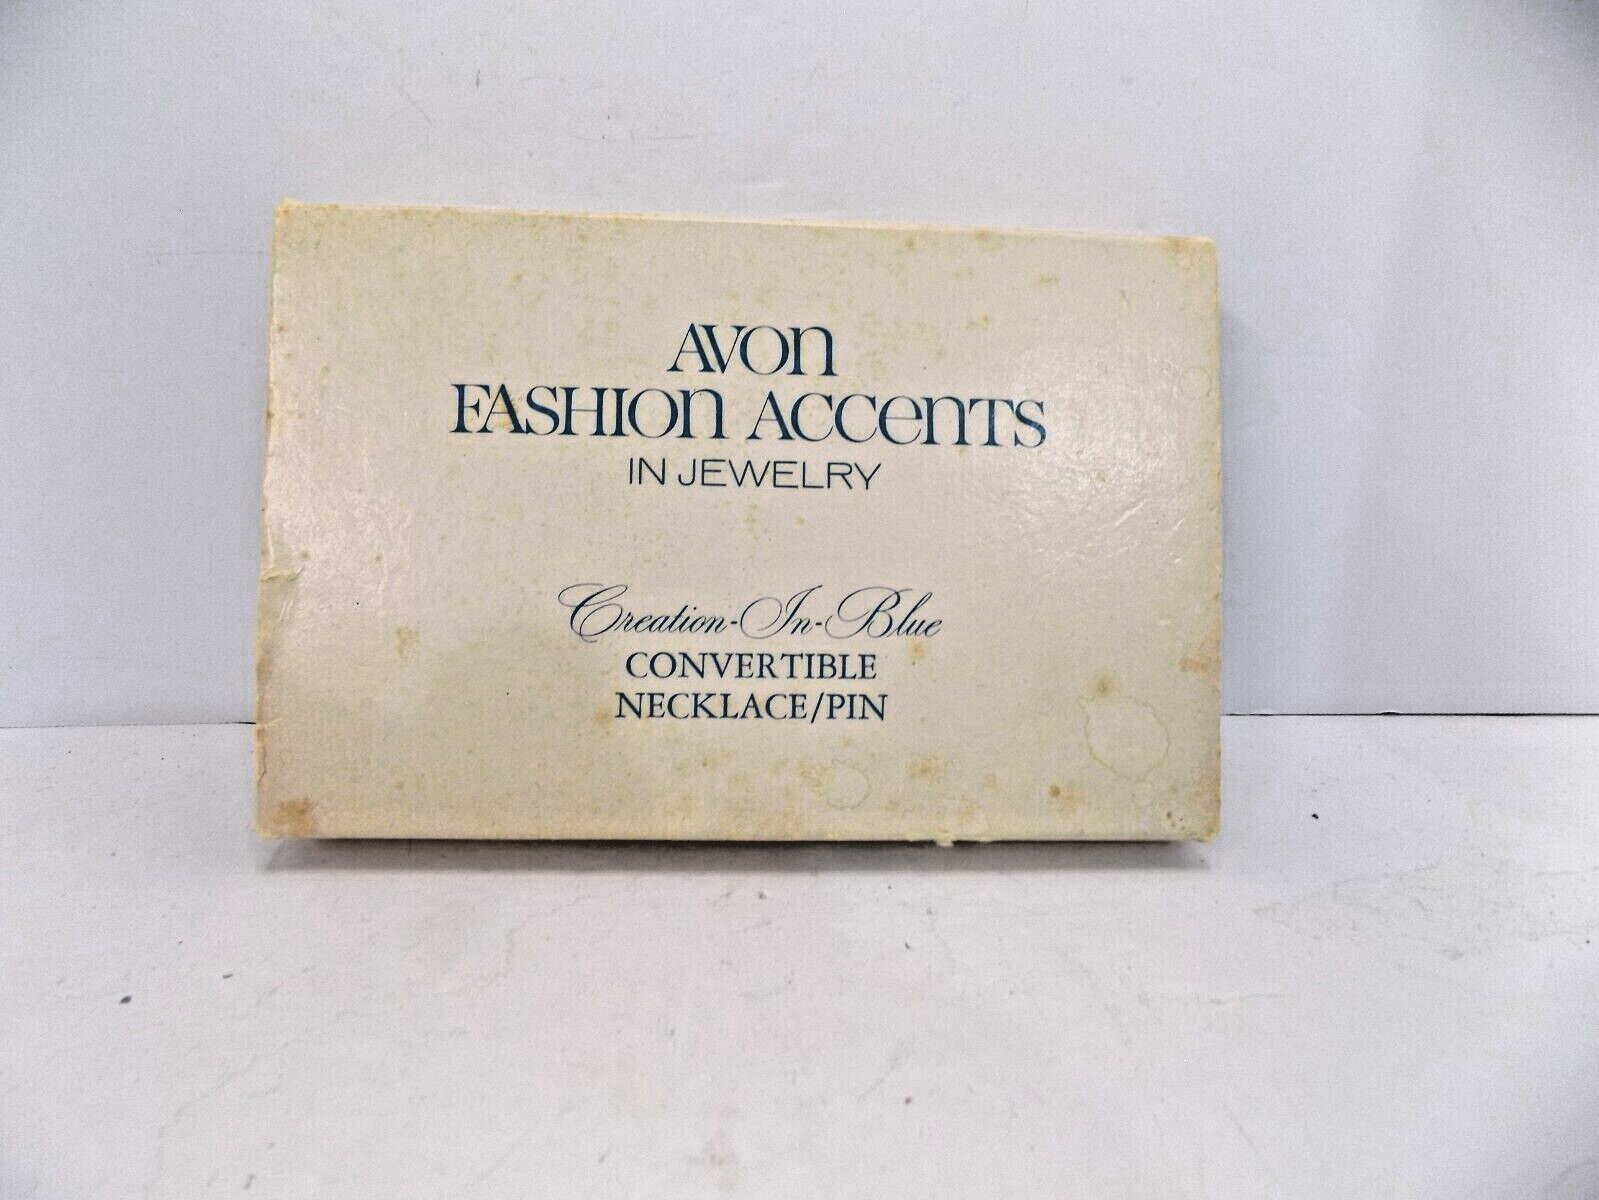 AVON
FASHION ACCENTS
IN JEWELRY
Creation-In-Blue
CONVERTIBLE
NECKLACE/PIN